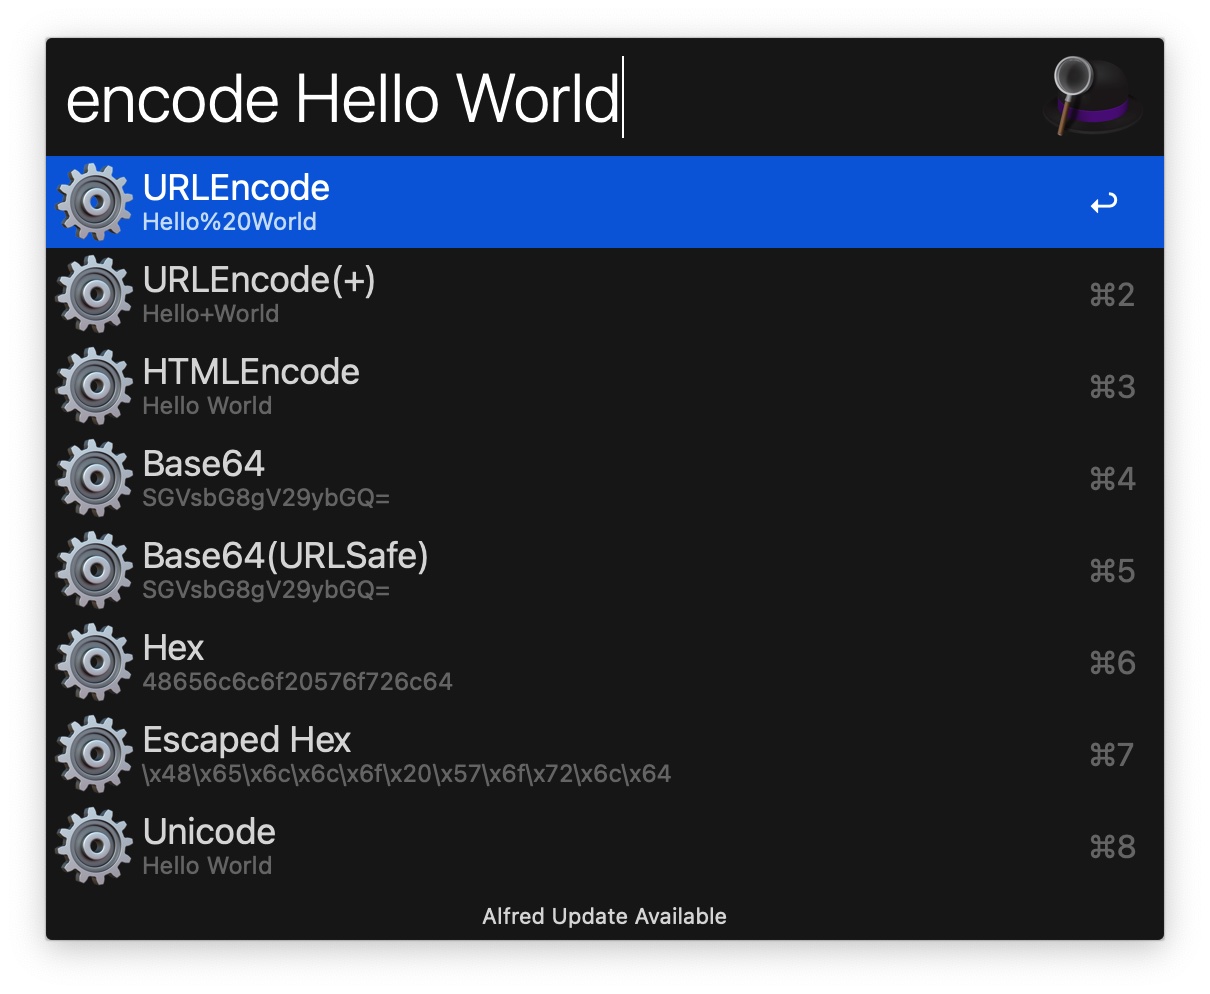 encode Hello World
URLEncode
Hello%20World
↩
URLEncode(+)
Hello+World
⌘2
HTMLEncode
Hello World
⌘3
Base64
SGVsbG8gV29ybGQ=
⌘4
Base64(URLSafe)
SGVsbG8gV29ybGQ=
⌘5
Hex
48656c6c6f20576f726c64
⌘6
Escaped Hex
\x48\x65\x6c\x6c\x6f\x20\x57\x6f\x72\x6c\x64
⌘7
Unicode
Hello World
⌘8
Alfred Update Available